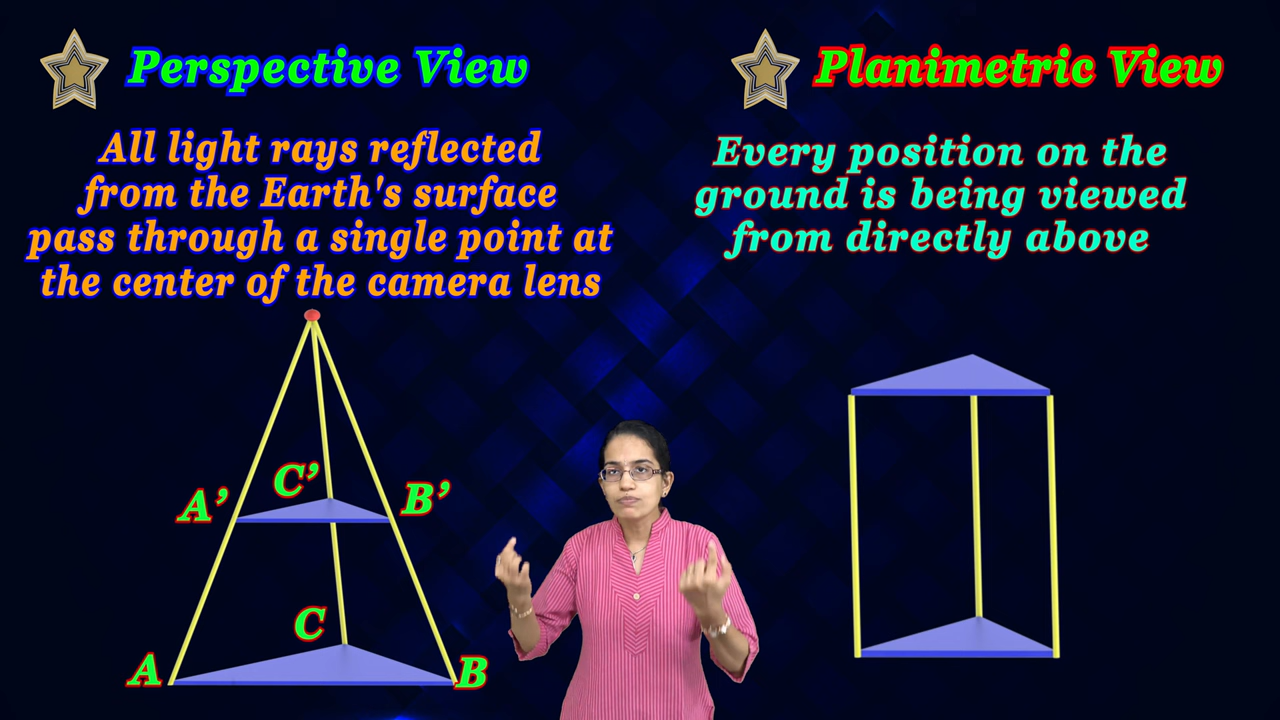 Perspective View
All light rays reflected
from the Earth's surface
pass through a single point at
the center of the camera lens
A’
C’
B’
C
A
B
Planimetric View
Every position on the
ground is being viewed
from directly above